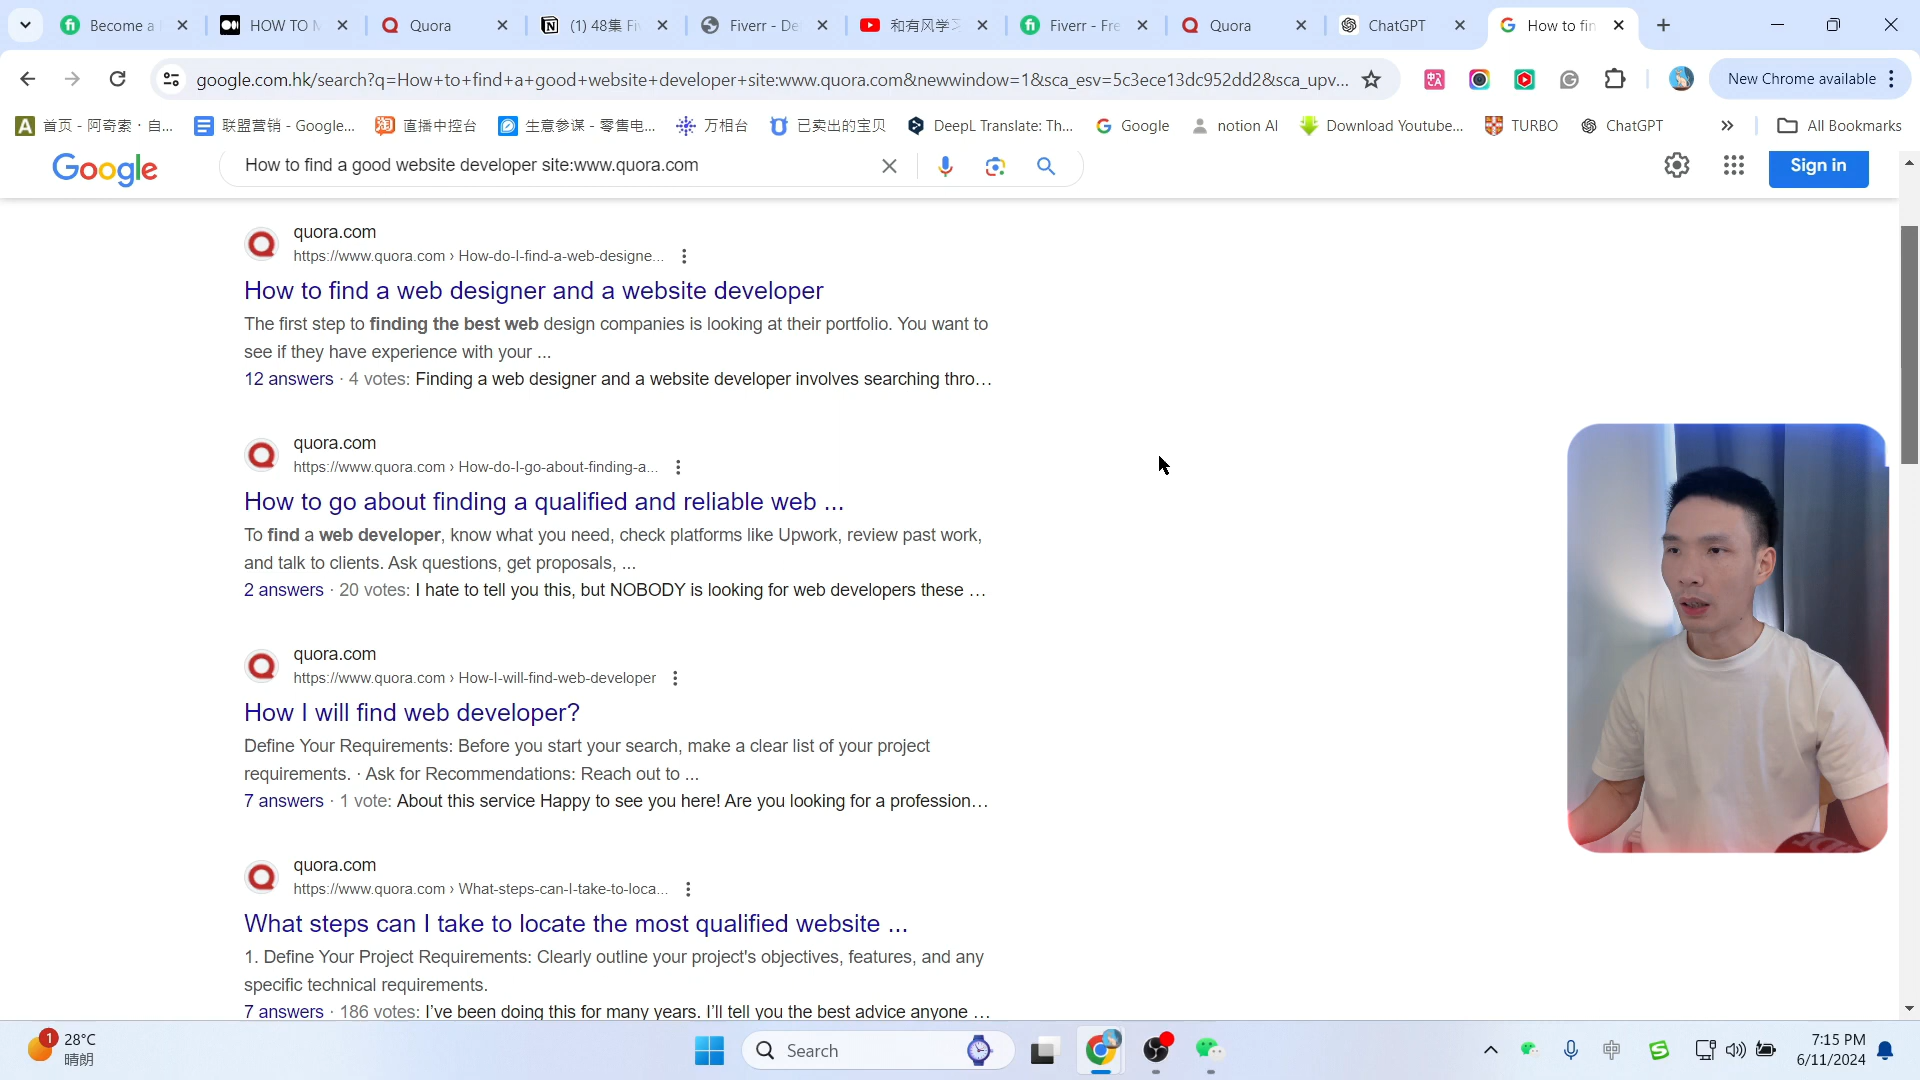 Become a
HOW TO M
Quora
(1) 48集 Fiv
Fiverr - De
和有风学习
Fiverr - Fre
Quora
ChatGPT
How to fin
google.com.hk/search?q=How+to+find+a+good+website+developer+site:www.quora.com&newwindow=1&sca_esv=5c3ece13dc952dd2&sca_upv...
New Chrome available
首页 - 阿奇索 · 自...
联盟营销 - Google...
直播中控台
生意参谋 - 零售电...
万相台
已卖出的宝贝
DeepL Translate: Th...
Google
notion AI
Download Youtube...
TURBO
ChatGPT
All Bookmarks
Google
How to find a good website developer site:www.quora.com
Sign in
quora.com
https://www.quora.com › How-do-I-find-a-web-designe...
How to find a web designer and a website developer
The first step to finding the best web design companies is looking at their portfolio. You want to
see if they have experience with your ...
12 answers · 4 votes: Finding a web designer and a website developer involves searching thro...
quora.com
https://www.quora.com › How-do-I-go-about-finding-a...
How to go about finding a qualified and reliable web ...
To find a web developer, know what you need, check platforms like Upwork, review past work,
and talk to clients. Ask questions, get proposals, ...
2 answers · 20 votes: I hate to tell you this, but NOBODY is looking for web developers these ...
quora.com
https://www.quora.com › How-I-will-find-web-developer
How I will find web developer?
Define Your Requirements: Before you start your search, make a clear list of your project
requirements. · Ask for Recommendations: Reach out to ...
7 answers · 1 vote: About this service Happy to see you here! Are you looking for a profession...
quora.com
https://www.quora.com › What-steps-can-I-take-to-loca...
What steps can I take to locate the most qualified website ...
1. Define Your Project Requirements: Clearly outline your project's objectives, features, and any
specific technical requirements.
7 answers · 186 votes: I've been doing this for many years. I'll tell you the best advice anyone ...
1
28°C
晴朗
Search
中
7:15 PM
6/11/2024